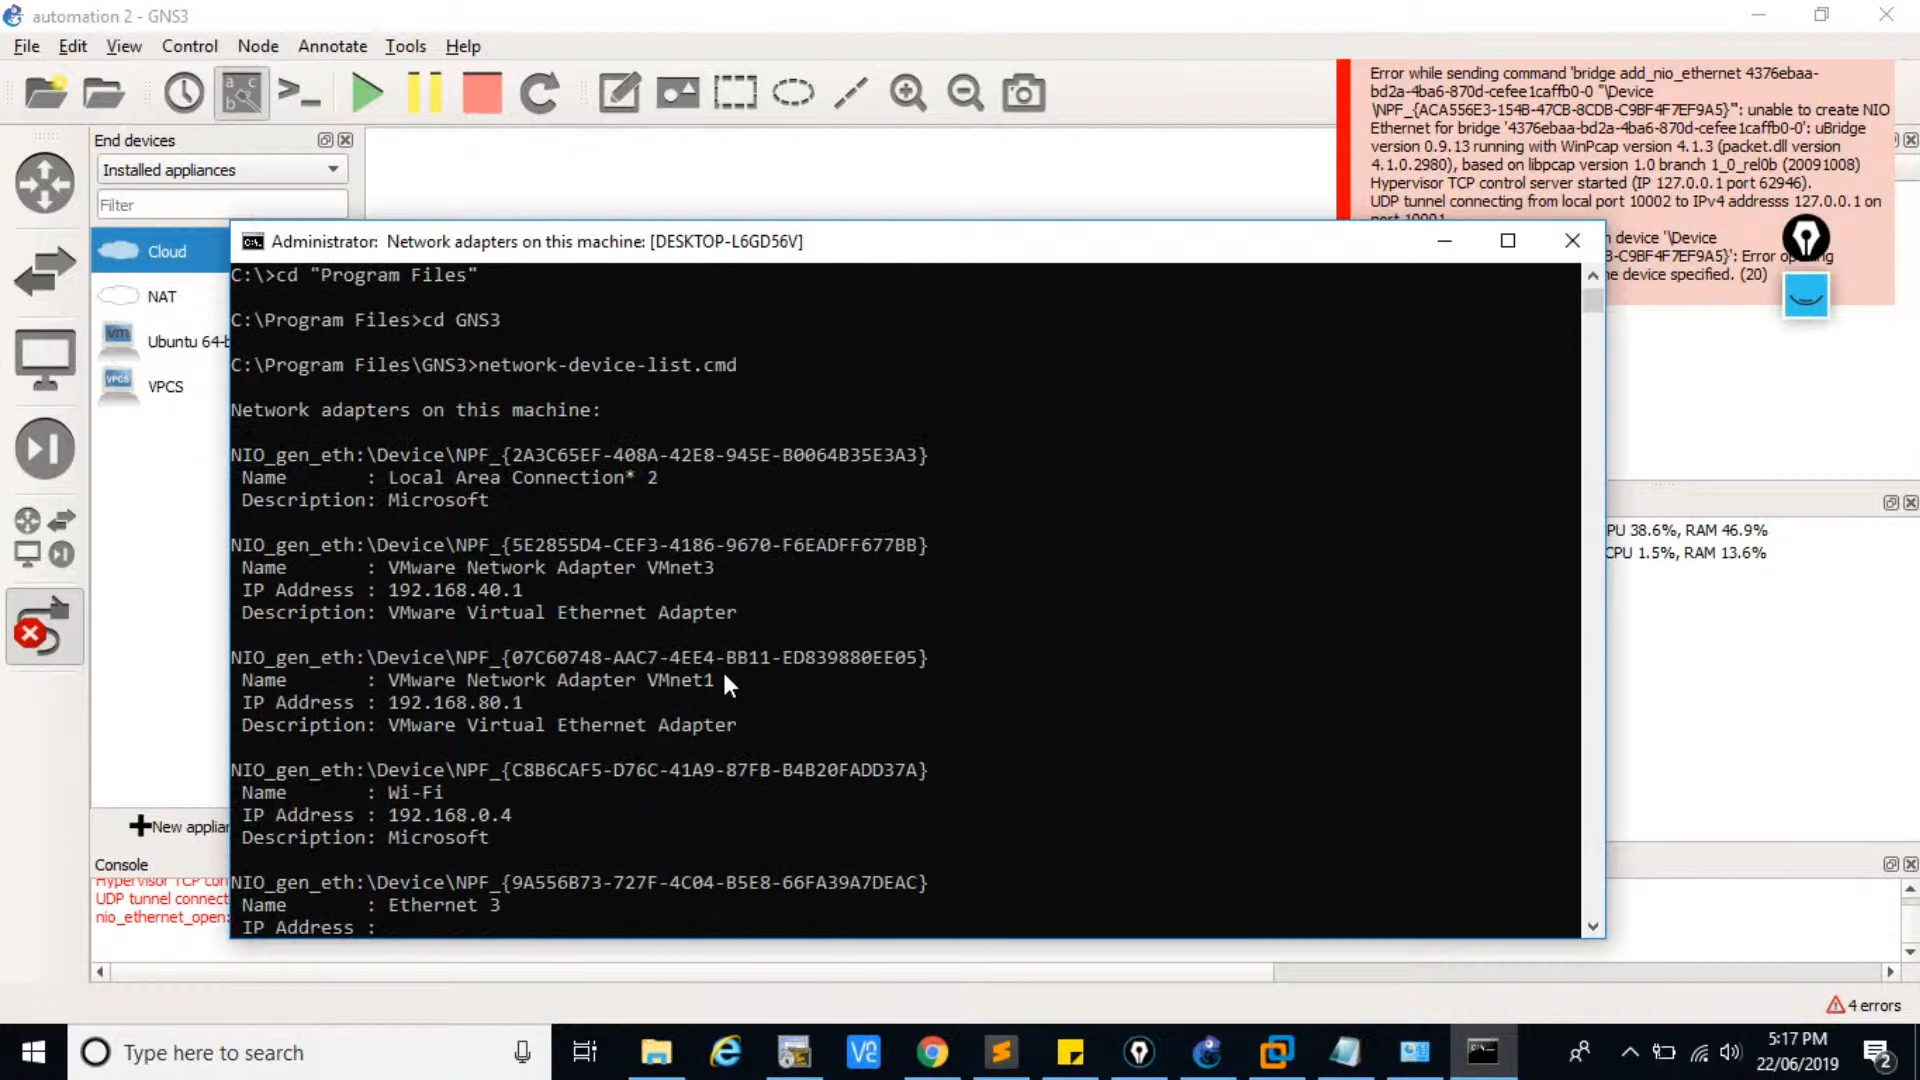 automation 2 - GNS3
File Edit View Control Node Annotate Tools Help
Error while sending command 'bridge add_nio_ethernet 4376ebaa-
bd2a-4ba6-870d-cefee1caffb0-0 "\Device
\NPF_{ACA556E3-154B-47CB-8CDB-C9BF4F7EF9A5}"': unable to create NIO
Ethernet for bridge '4376ebaa-bd2a-4ba6-870d-cefee1caffb0-0': uBridge
version 0.9.13 running with WinPcap version 4.1.3 (packet.dll version
4.1.0.2980), based on libpcap version 1.0 branch 1_0_rel0b (20091008)
Hypervisor TCP control server started (IP 127.0.0.1 port 62946).
UDP tunnel connecting from local port 10002 to IPv4 addresss 127.0.0.1 on
port 10001
device '\Device
-C9BF4F7EF9A5}': Error
device specified. (20)
End devices
Installed appliances
Filter
Cloud
NAT
Ubuntu 64-
VPCS
New applian
Administrator: Network adapters on this machine: [DESKTOP-L6GD56V]
C:\>cd "Program Files"
C:\Program Files>cd GNS3
C:\Program Files\GNS3>network-device-list.cmd
Network adapters on this machine:
NIO_gen_eth:\Device\NPF_{2A3C65EF-408A-42E8-945E-B0064B35E3A3}
Name : Local Area Connection* 2
Description: Microsoft
NIO_gen_eth:\Device\NPF_{5E2855D4-CEF3-4186-9670-F6EADFF677BB}
Name : VMware Network Adapter VMnet3
IP Address : 192.168.40.1
Description: VMware Virtual Ethernet Adapter
NIO_gen_eth:\Device\NPF_{07C60748-AAC7-4EE4-BB11-ED839880EE05}
Name : VMware Network Adapter VMnet1
IP Address : 192.168.80.1
Description: VMware Virtual Ethernet Adapter
NIO_gen_eth:\Device\NPF_{C8B6CAF5-D76C-41A9-87FB-B4B20FADD37A}
Name : Wi-Fi
IP Address : 192.168.0.4
Description: Microsoft
NIO_gen_eth:\Device\NPF_{9A556B73-727F-4C04-B5E8-66FA39A7DEAC}
Name : Ethernet 3
IP Address :
PU 38.6%, RAM 46.9%
CPU 1.5%, RAM 13.6%
Console
Hypervisor TCP con
UDP tunnel connect
nio_ethernet_open:
4 errors
Type here to search
5:17 PM
22/06/2019
2